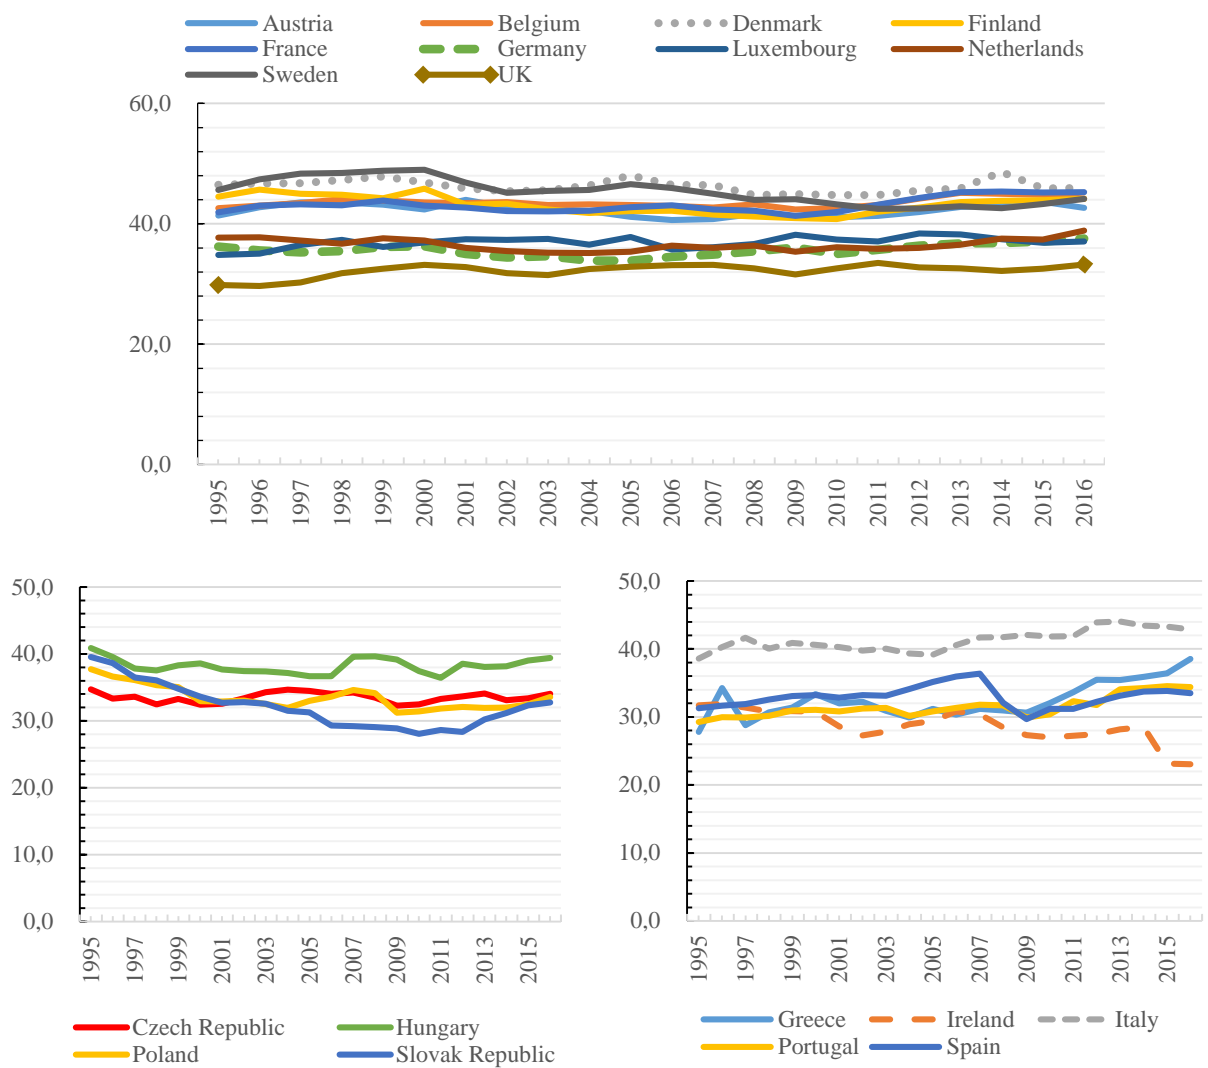 Austria Belgium Denmark Finland
France Germany Luxembourg Netherlands
Sweden UK
60,0
40,0
20,0
0,0
1995 1996 1997 1998 1999 2000 2001 2002 2003 2004 2005 2006 2007 2008 2009 2010 2011 2012 2013 2014 2015 2016
50,0
40,0
30,0
20,0
10,0
0,0
1995 1997 1999 2001 2003 2005 2007 2009 2011 2013 2015
Czech Republic Hungary
Poland Slovak Republic
50,0
40,0
30,0
20,0
10,0
0,0
1995 1997 1999 2001 2003 2005 2007 2009 2011 2013 2015
Greece Ireland Italy
Portugal Spain